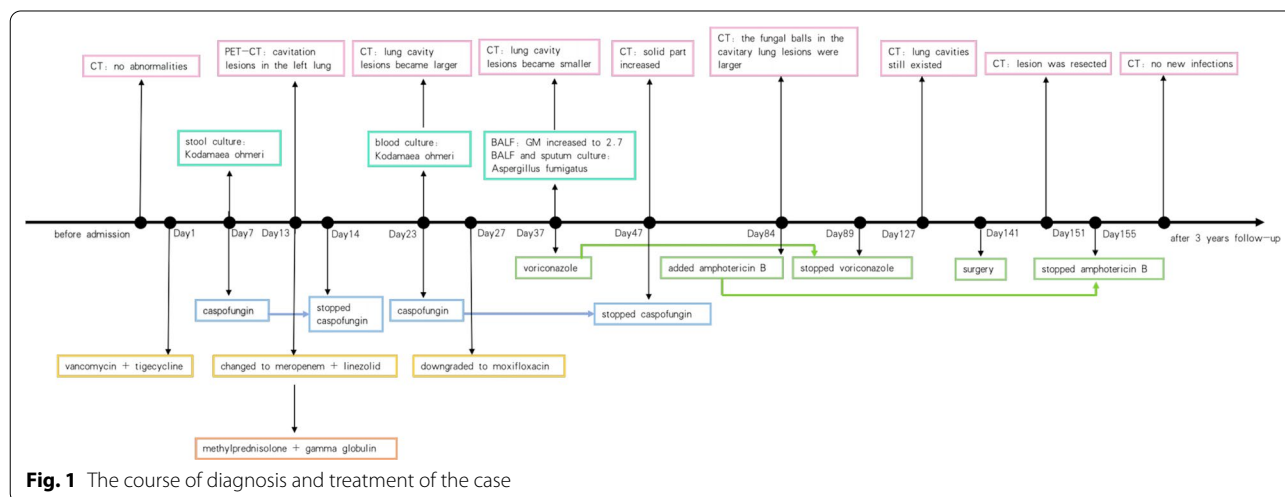 CT: no abnormalities
PET-CT: cavitation
lesions in the left lung
CT: lung cavity
lesions became larger
CT: lung cavity
lesions became smaller
CT: solid part
increased
CT: the fungal balls in the
cavitary lung lesions were
larger
CT: lung cavities
still existed
CT: lesion was resected
CT: no new infections
stool culture:
Kodamaea ohmeri
blood culture:
Kodamaea ohmeri
BALF: GM increased to 2.7
BALF and sputum culture:
Aspergillus fumigatus
before admission
Day1
Day7
Day13
Day14
Day23
Day27
Day37
Day47
Day84
Day89
Day127
Day141
Day151
Day155
after 3 years follow-up
voriconazole
added amphotericin B
stopped voriconazole
surgery
stopped amphotericin B
caspofungin
stopped
caspofungin
caspofungin
stopped caspofungin
vancomycin + tigecycline
changed to meropenem + linezolid
downgraded to moxifloxacin
methylprednisolone + gamma globulin
Fig. 1 The course of diagnosis and treatment of the case